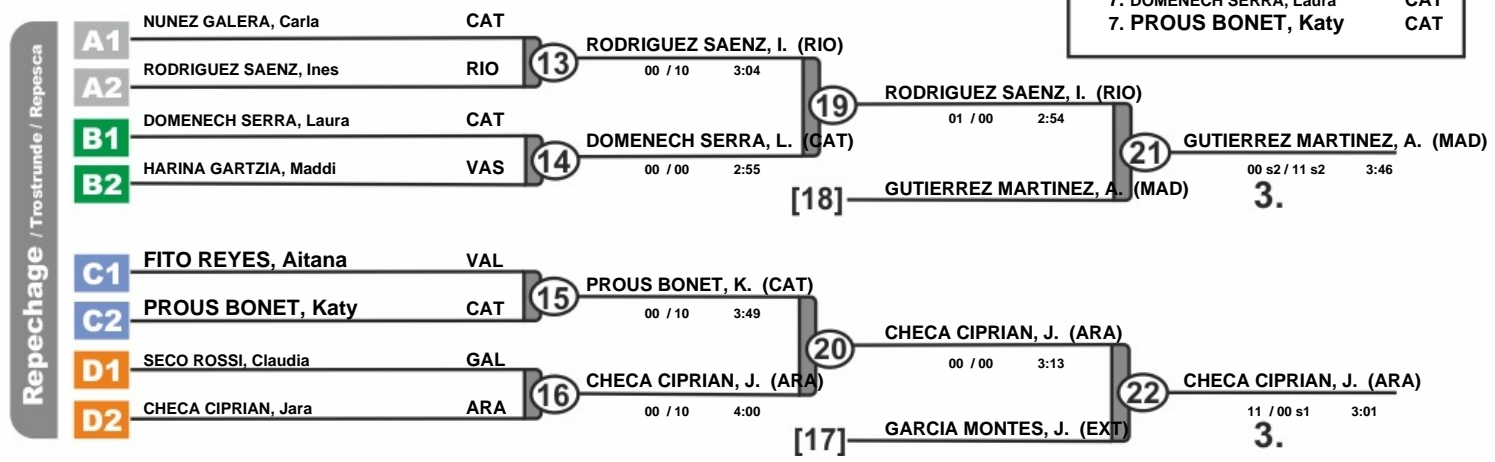 7. DOMENECH SERRA, Laura CAT
7. PROUS BONET, Katy CAT
Repechage / Trostrunde / Repesca
A1 NUNEZ GALERA, Carla CAT
A2 RODRIGUEZ SAENZ, Ines RIO
13 RODRIGUEZ SAENZ, I. (RIO)
00 / 10 3:04
B1 DOMENECH SERRA, Laura CAT
B2 HARINA GARTZIA, Maddi VAS
14 DOMENECH SERRA, L. (CAT)
00 / 00 2:55
19 RODRIGUEZ SAENZ, I. (RIO)
01 / 00 2:54
[18] GUTIERREZ MARTINEZ, A. (MAD)
21 GUTIERREZ MARTINEZ, A. (MAD)
00 s2 / 11 s2 3:46
3.
C1 FITO REYES, Aitana VAL
C2 PROUS BONET, Katy CAT
15 PROUS BONET, K. (CAT)
00 / 10 3:49
D1 SECO ROSSI, Claudia GAL
D2 CHECA CIPRIAN, Jara ARA
16 CHECA CIPRIAN, J. (ARA)
00 / 10 4:00
20 CHECA CIPRIAN, J. (ARA)
00 / 00 3:13
[17] GARCIA MONTES, J. (EXT)
22 CHECA CIPRIAN, J. (ARA)
11 / 00 s1 3:01
3.